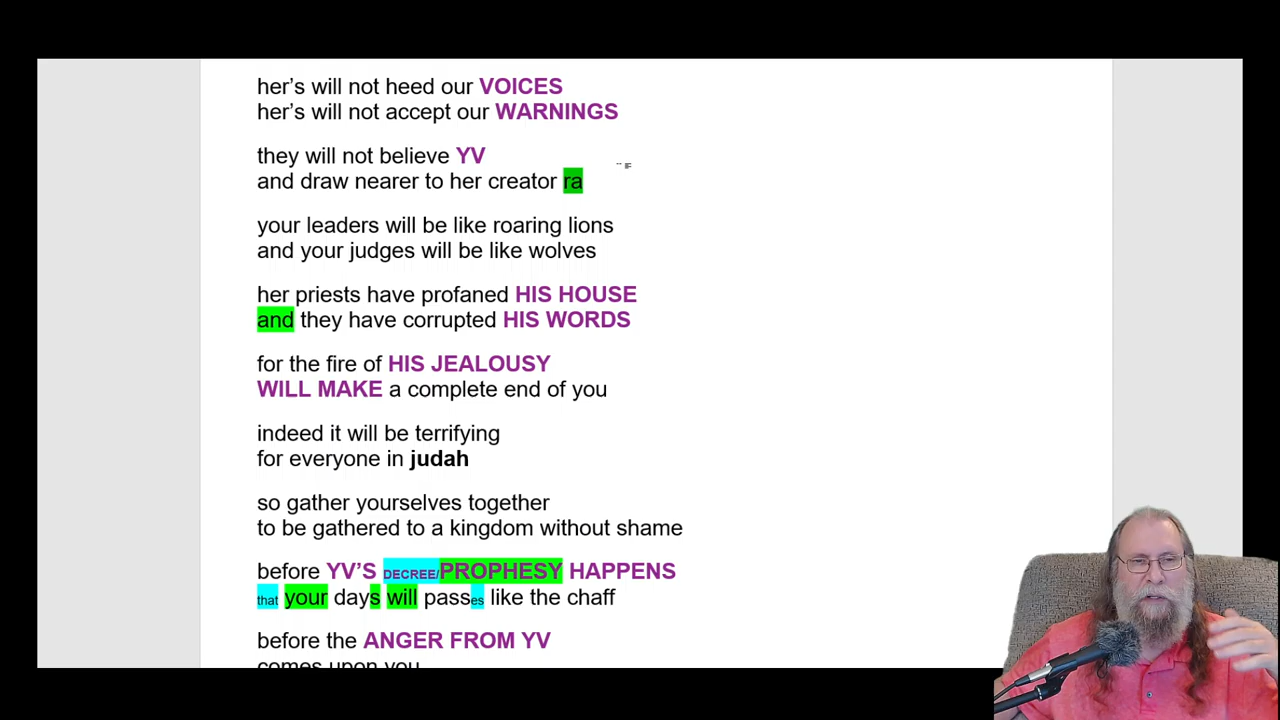 her's will not heed our VOICES
her's will not accept our WARNINGS
they will not believe YV
and draw nearer to her creator ra
your leaders will be like roaring lions
and your judges will be like wolves
her priests have profaned HIS HOUSE
and they have corrupted HIS WORDS
for the fire of HIS JEALOUSY
WILL MAKE a complete end of you
indeed it will be terrifying
for everyone in judah
so gather yourselves together
to be gathered to a kingdom without shame
before YV'S DECREE/PROPHESY HAPPENS
that your days will passes like the chaff
before the ANGER FROM YV
comes upon you